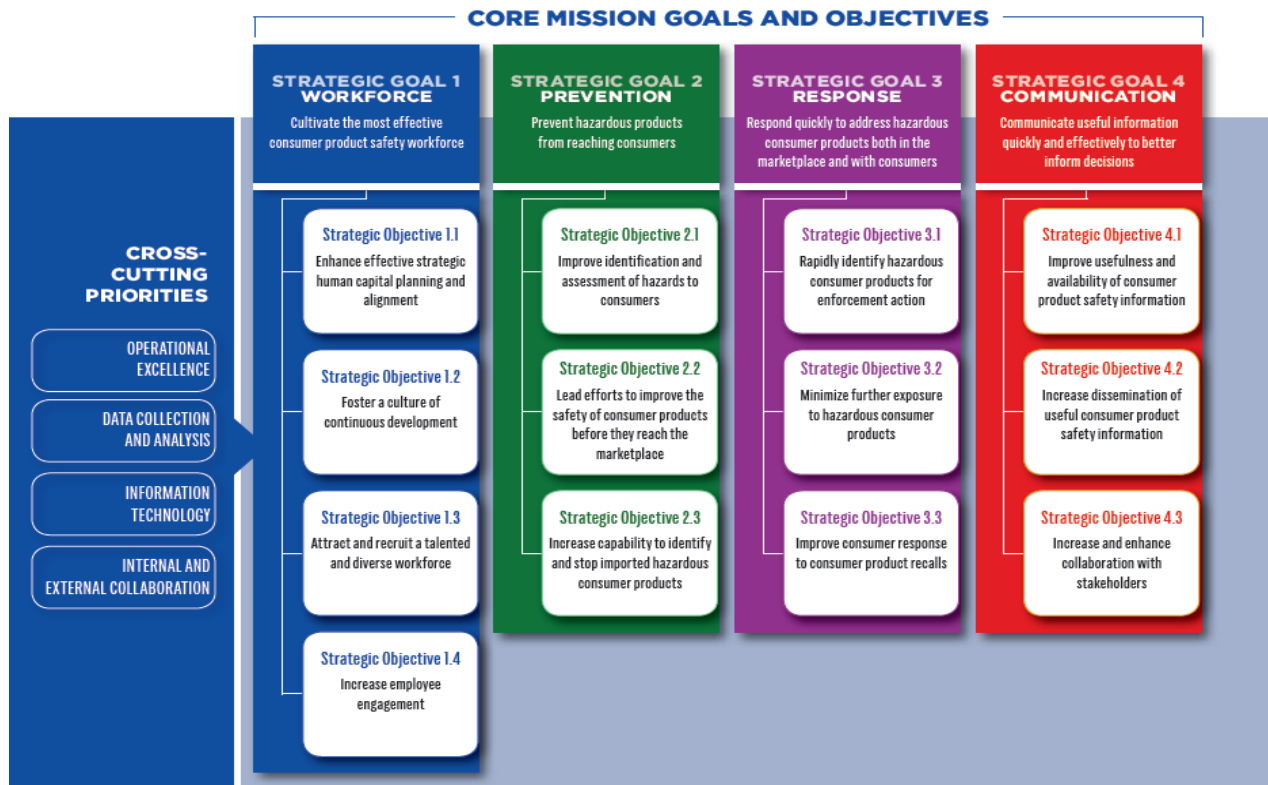 CORE MISSION GOALS AND OBJECTIVES
CROSS-
CUTTING
PRIORITIES
OPERATIONAL
EXCELLENCE
DATA COLLECTION
AND ANALYSIS
INFORMATION
TECHNOLOGY
INTERNAL AND
EXTERNAL COLLABORATION
STRATEGIC GOAL 1
WORKFORCE
Cultivate the most effective
consumer product safety workforce
Strategic Objective 1.1
Enhance effective strategic
human capital planning and
alignment
Strategic Objective 1.2
Foster a culture of
continuous development
Strategic Objective 1.3
Attract and recruit a talented
and diverse workforce
Strategic Objective 1.4
Increase employee
engagement
STRATEGIC GOAL 2
PREVENTION
Prevent hazardous products
from reaching consumers
Strategic Objective 2.1
Improve identification and
assessment of hazards to
consumers
Strategic Objective 2.2
Lead efforts to improve the
safety of consumer products
before they reach the
marketplace
Strategic Objective 2.3
Increase capability to identify
and stop imported hazardous
consumer products
STRATEGIC GOAL 3
RESPONSE
Respond quickly to address hazardous
consumer products both in the
marketplace and with consumers
Strategic Objective 3.1
Rapidly identify hazardous
consumer products for
enforcement action
Strategic Objective 3.2
Minimize further exposure
to hazardous consumer
products
Strategic Objective 3.3
Improve consumer response
to consumer product recalls
STRATEGIC GOAL 4
COMMUNICATION
Communicate useful information
quickly and effectively to better
inform decisions
Strategic Objective 4.1
Improve usefulness and
availability of consumer
product safety information
Strategic Objective 4.2
Increase dissemination of
useful consumer product
safety information
Strategic Objective 4.3
Increase and enhance
collaboration with
stakeholders